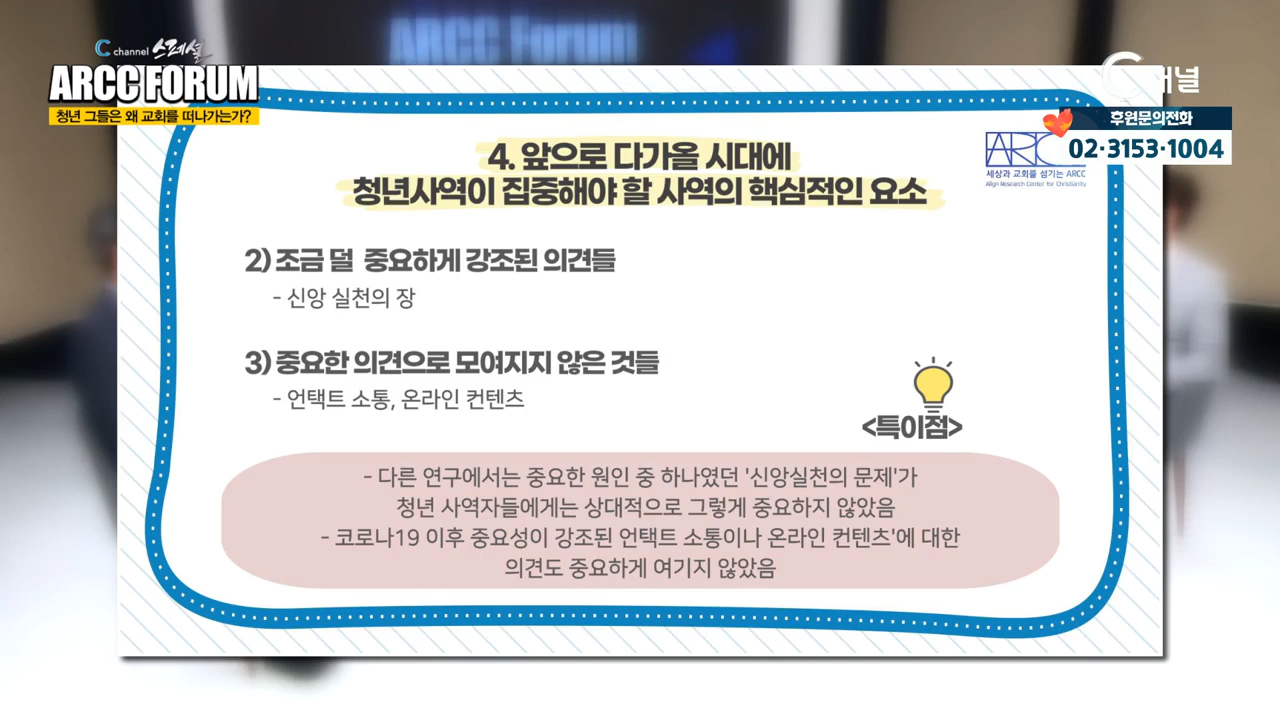 ARCC Forum
C channel 스페셜
ARCC FORUM
청년 그들은 왜 교회를 떠나가는가?
C채널
후원문의전화
02·3153·1004
ARCC
세상과 교회를 섬기는 ARCC
Align Research Center for Christianity
4. 앞으로 다가올 시대에
청년사역이 집중해야 할 사역의 핵심적인 요소
2) 조금 덜 중요하게 강조된 의견들
- 신앙 실천의 장
3) 중요한 의견으로 모여지지 않은 것들
- 언택트 소통, 온라인 컨텐츠
<특이점>
- 다른 연구에서는 중요한 원인 중 하나였던 '신앙실천의 문제'가
청년 사역자들에게는 상대적으로 그렇게 중요하지 않았음
- 코로나19 이후 중요성이 강조된 언택트 소통이나 온라인 컨텐츠'에 대한
의견도 중요하게 여기지 않았음